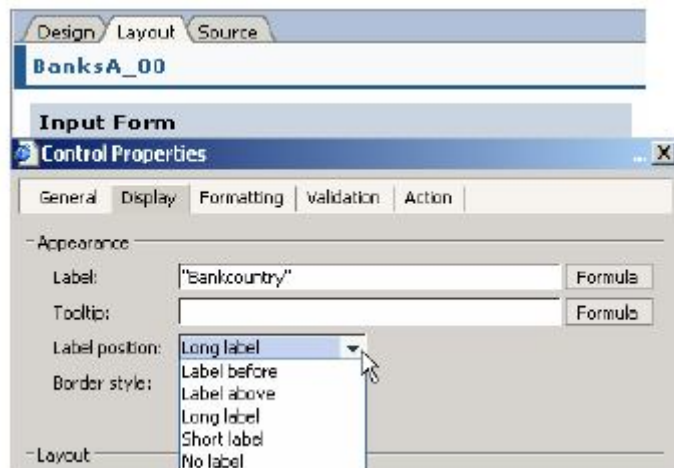 Design Layout Source
BanksA_00
Input Form
Control Properties ... X
General Display Formatting Validation Action
Appearance
Label: "Bankcountry" Formula
Tooltip: Formula
Label position: Long label
Label before
Border style: Label above
Long label
Short label
Layout No label